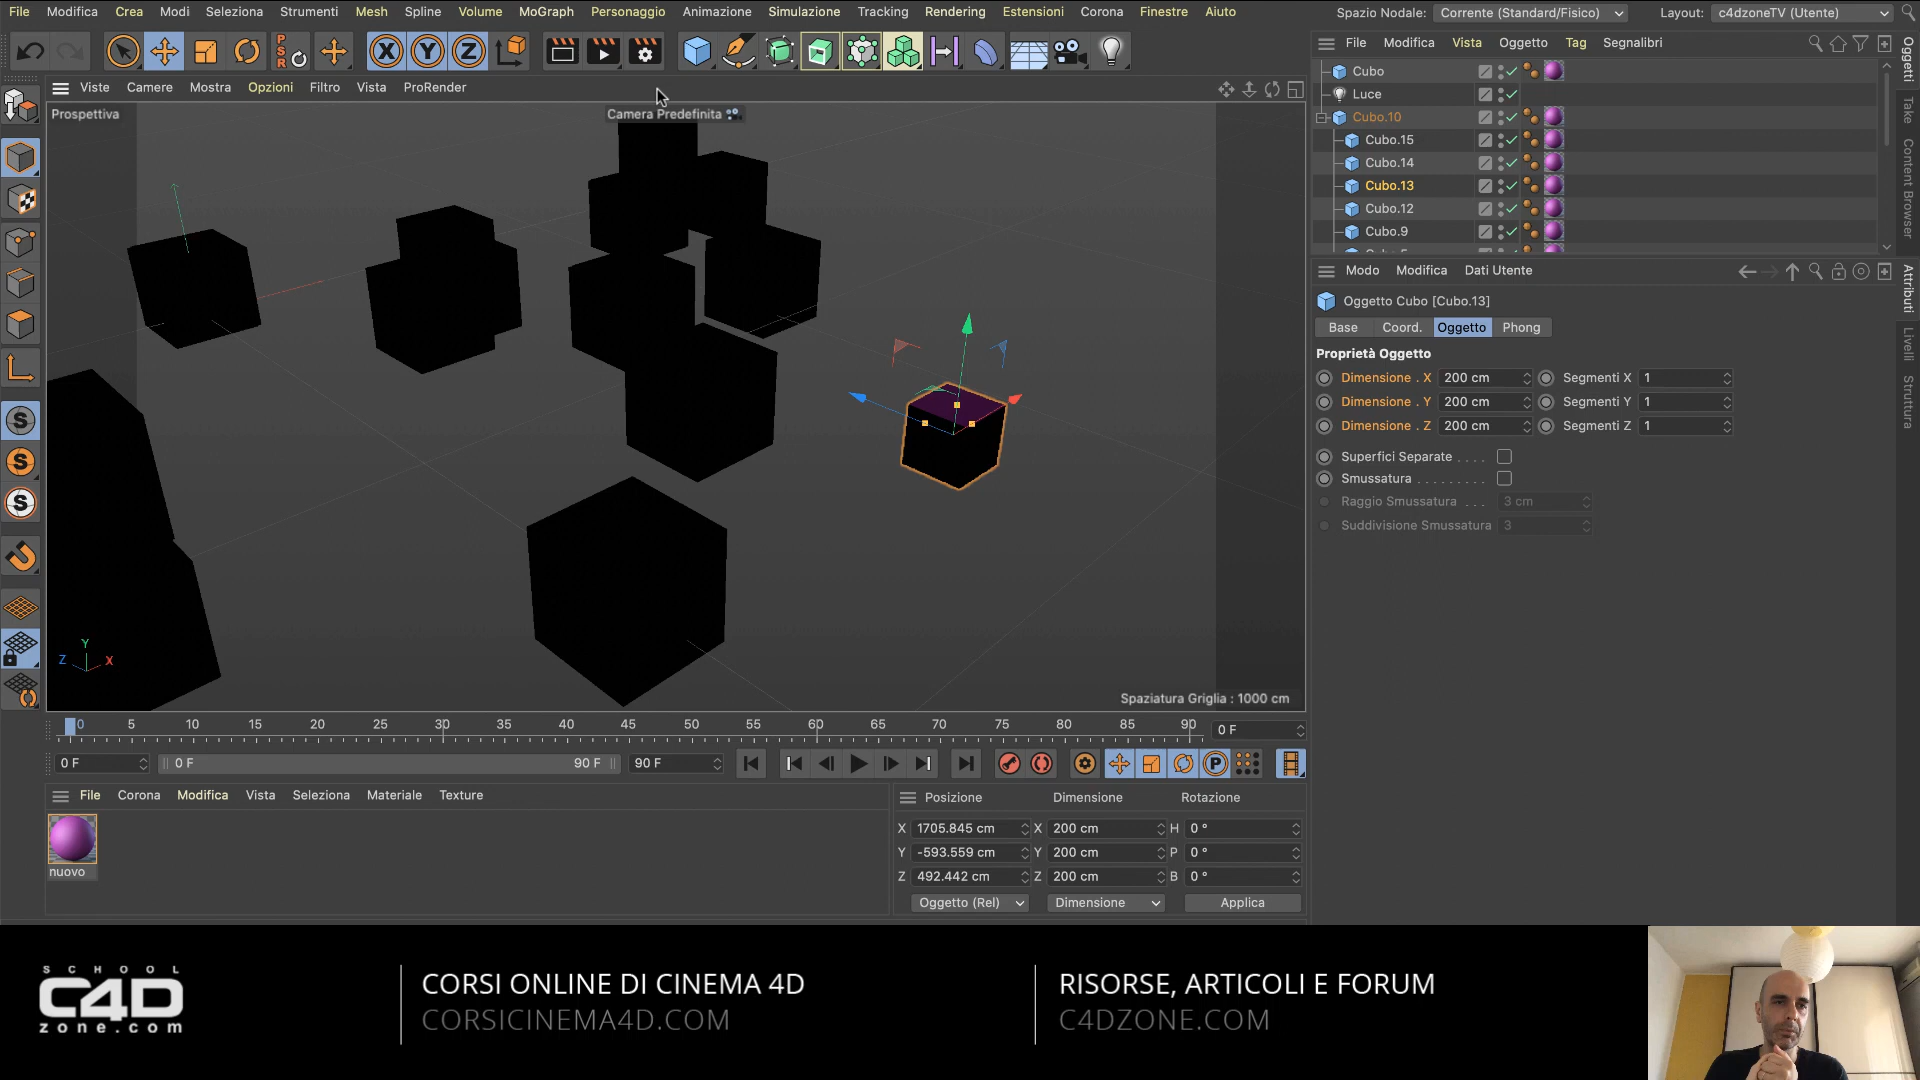 File Modifica Crea Modi Seleziona Strumenti Mesh Spline Volume MoGraph Personaggio Animazione Simulazione Tracking Rendering Estensioni Corona Finestre Aiuto
Spazio Nodale: Corrente (Standard/Fisico) Layout: c4dzoneTV (Utente)
PSR X Y Z
File Modifica Vista Oggetto Tag Segnalibri
Viste Camere Mostra Opzioni Filtro Vista ProRender
Prospettiva
Camera Predefinita
Cubo
Luce
Cubo.10
Cubo.15
Cubo.14
Cubo.13
Cubo.12
Cubo.9
Oggetti
Take
Content Browser
Modo Modifica Dati Utente
Oggetto Cubo [Cubo.13]
Base Coord. Oggetto Phong
Proprietà Oggetto
Dimensione . X 200 cm Segmenti X 1
Dimensione . Y 200 cm Segmenti Y 1
Dimensione . Z 200 cm Segmenti Z 1
Superfici Separate . . . .
Smussatura . . . . . . . . .
Raggio Smussatura . . . 3 cm
Suddivisione Smussatura 3
Attributi
Livelli
Struttura
S
S
S
Y
Z X
Spaziatura Griglia : 1000 cm
0 5 10 15 20 25 30 35 40 45 50 55 60 65 70 75 80 85 90 0 F
0 F 0 F 90 F 90 F P
File Corona Modifica Vista Seleziona Materiale Texture
nuovo
Posizione Dimensione Rotazione
X 1705.845 cm X 200 cm H 0 °
Y -593.559 cm Y 200 cm P 0 °
Z 492.442 cm Z 200 cm B 0 °
Oggetto (Rel) Dimensione Applica
SCHOOL
C4D
zone.com
CORSI ONLINE DI CINEMA 4D
CORSICINEMA4D.COM
RISORSE, ARTICOLI E FORUM
C4DZONE.COM